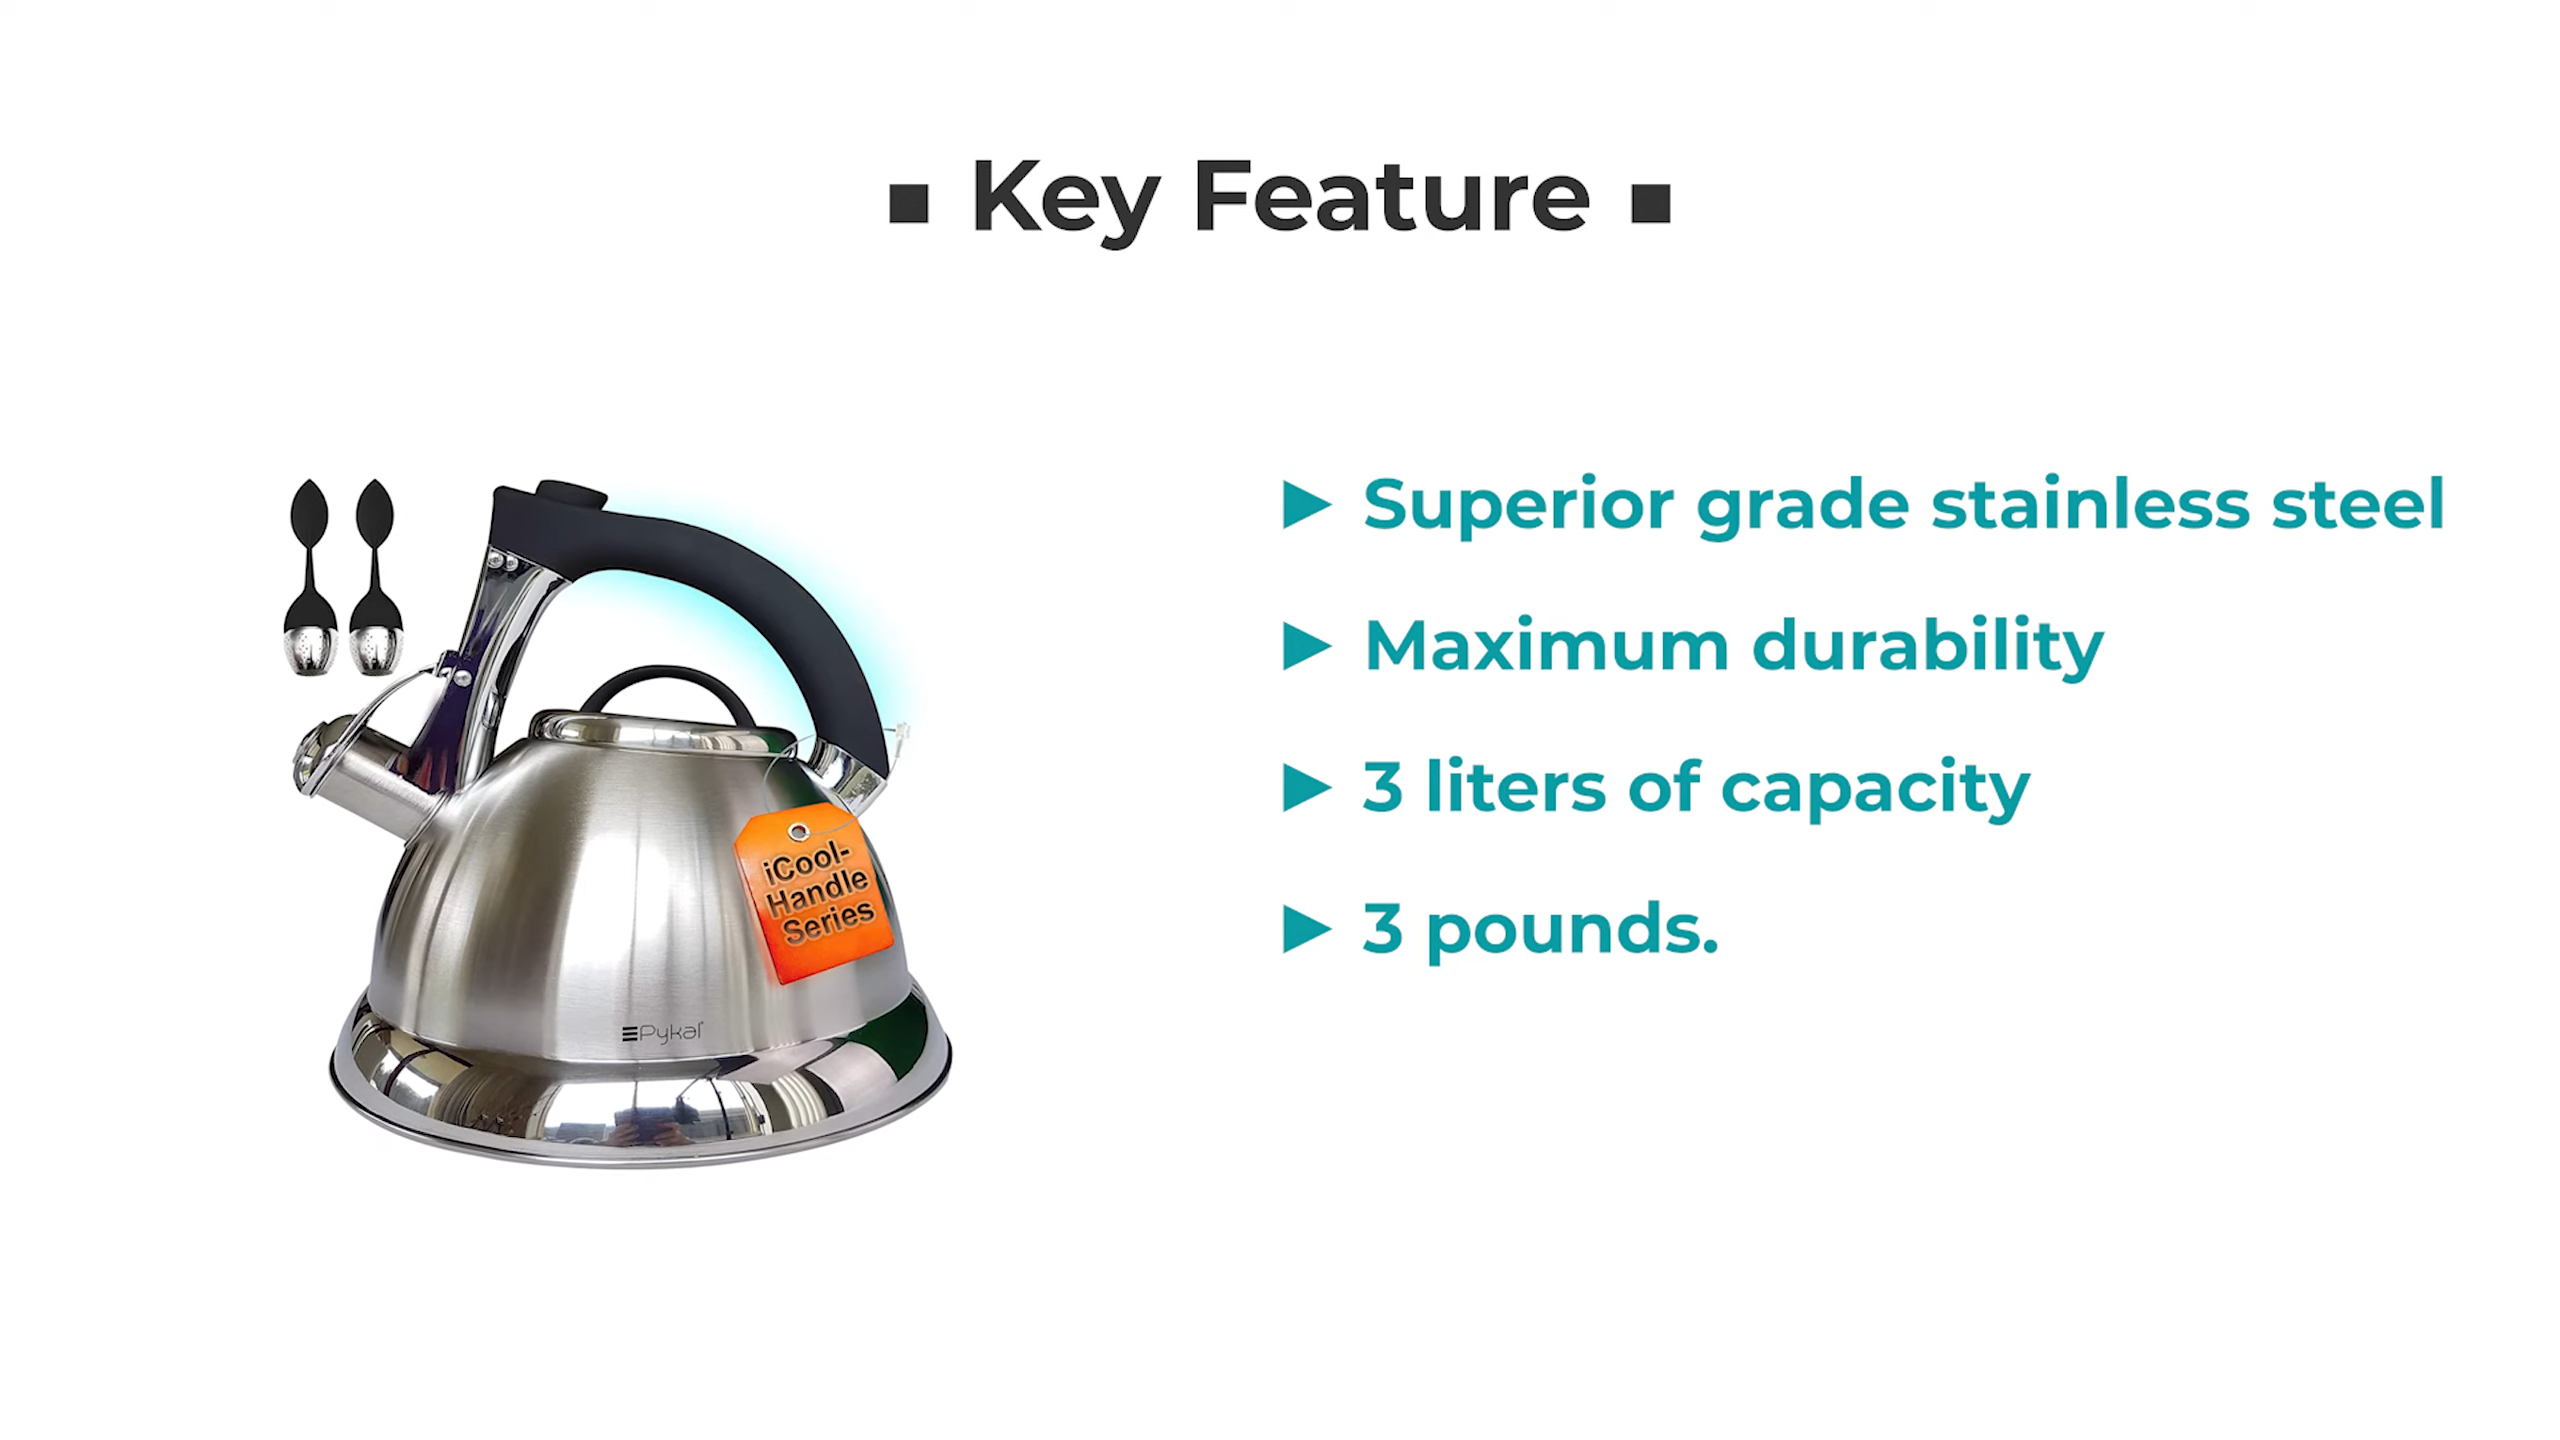 ▪ Key Feature ▪
► Superior grade stainless steel
► Maximum durability
► 3 liters of capacity
► 3 pounds.
iCool-
Handle
Series
Pykal